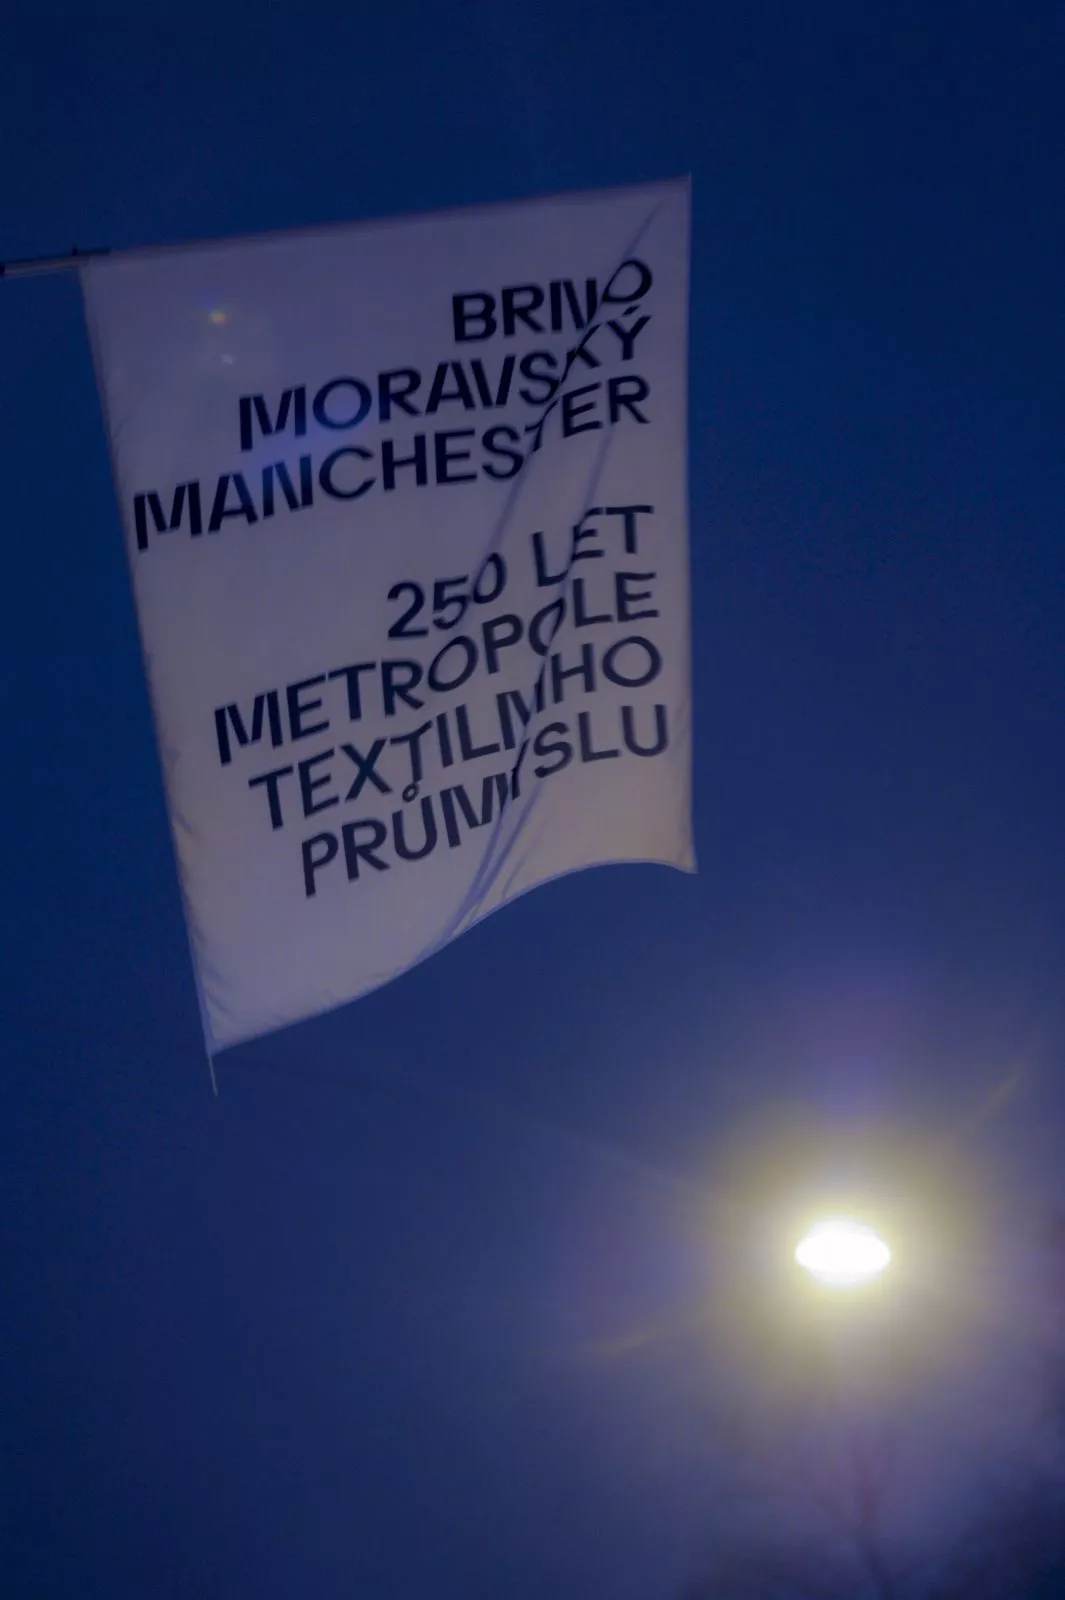 BRNO
MORAVSKÝ
MANCHESTER
250 LET
METROPOLE
TEXTILNÍHO
PRŮMYSLU